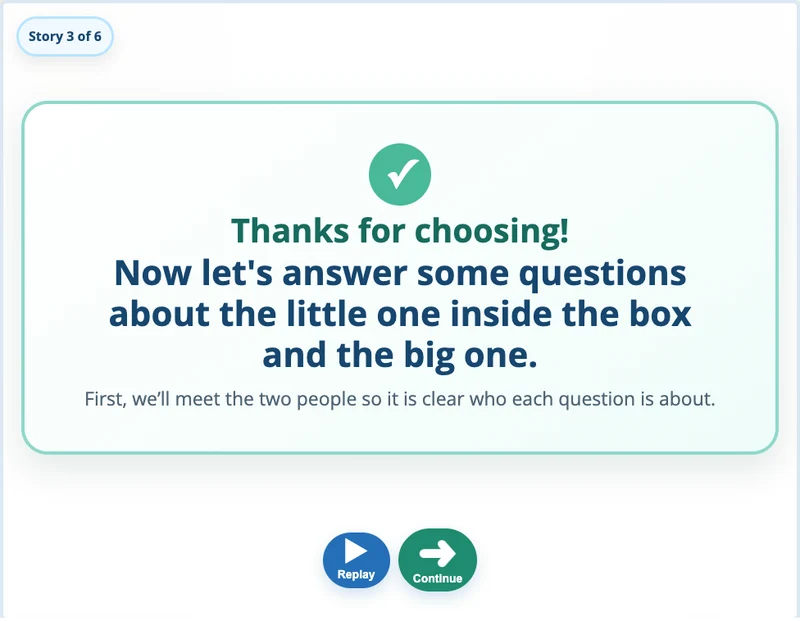 Story 3 of 6
Thanks for choosing!
Now let's answer some questions
about the little one inside the box
and the big one.
First, we’ll meet the two people so it is clear who each question is about.
Replay
Continue